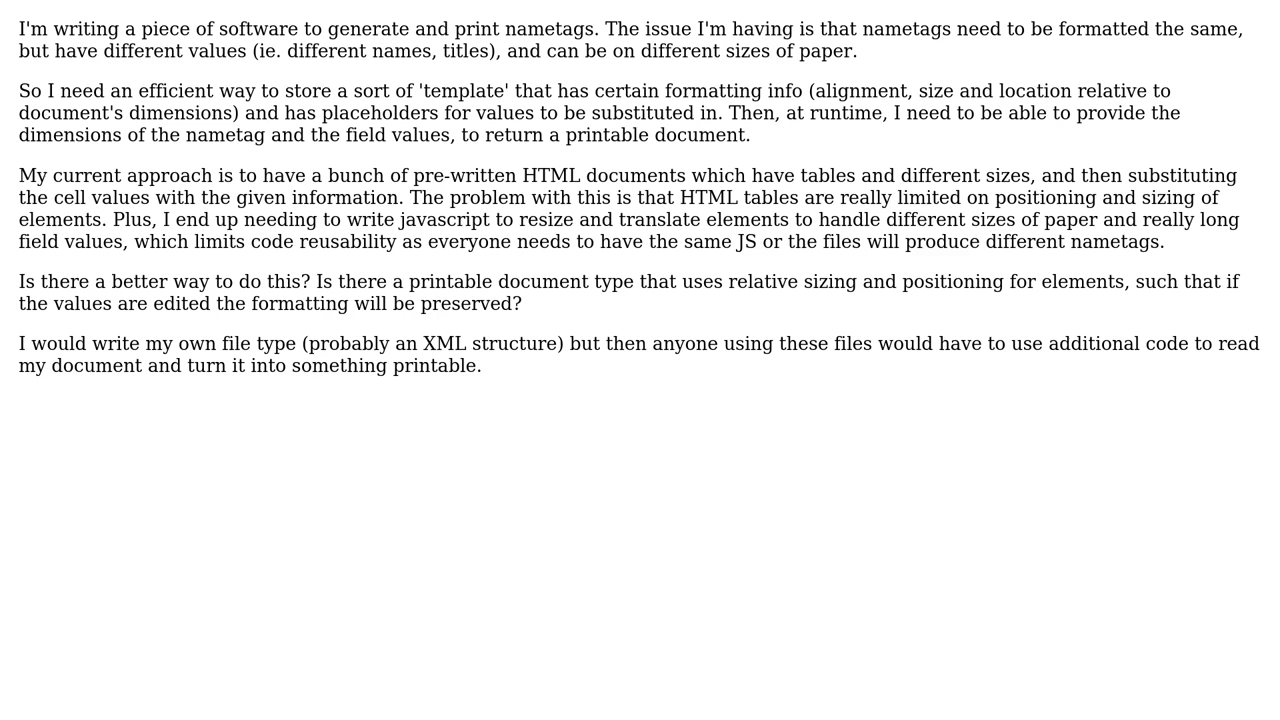 I'm writing a piece of software to generate and print nametags. The issue I'm having is that nametags need to be formatted the same,
but have different values (ie. different names, titles), and can be on different sizes of paper.
So I need an efficient way to store a sort of 'template' that has certain formatting info (alignment, size and location relative to
document's dimensions) and has placeholders for values to be substituted in. Then, at runtime, I need to be able to provide the
dimensions of the nametag and the field values, to return a printable document.
My current approach is to have a bunch of pre-written HTML documents which have tables and different sizes, and then substituting
the cell values with the given information. The problem with this is that HTML tables are really limited on positioning and sizing of
elements. Plus, I end up needing to write javascript to resize and translate elements to handle different sizes of paper and really long
field values, which limits code reusability as everyone needs to have the same JS or the files will produce different nametags.
Is there a better way to do this? Is there a printable document type that uses relative sizing and positioning for elements, such that if
the values are edited the formatting will be preserved?
I would write my own file type (probably an XML structure) but then anyone using these files would have to use additional code to read
my document and turn it into something printable.